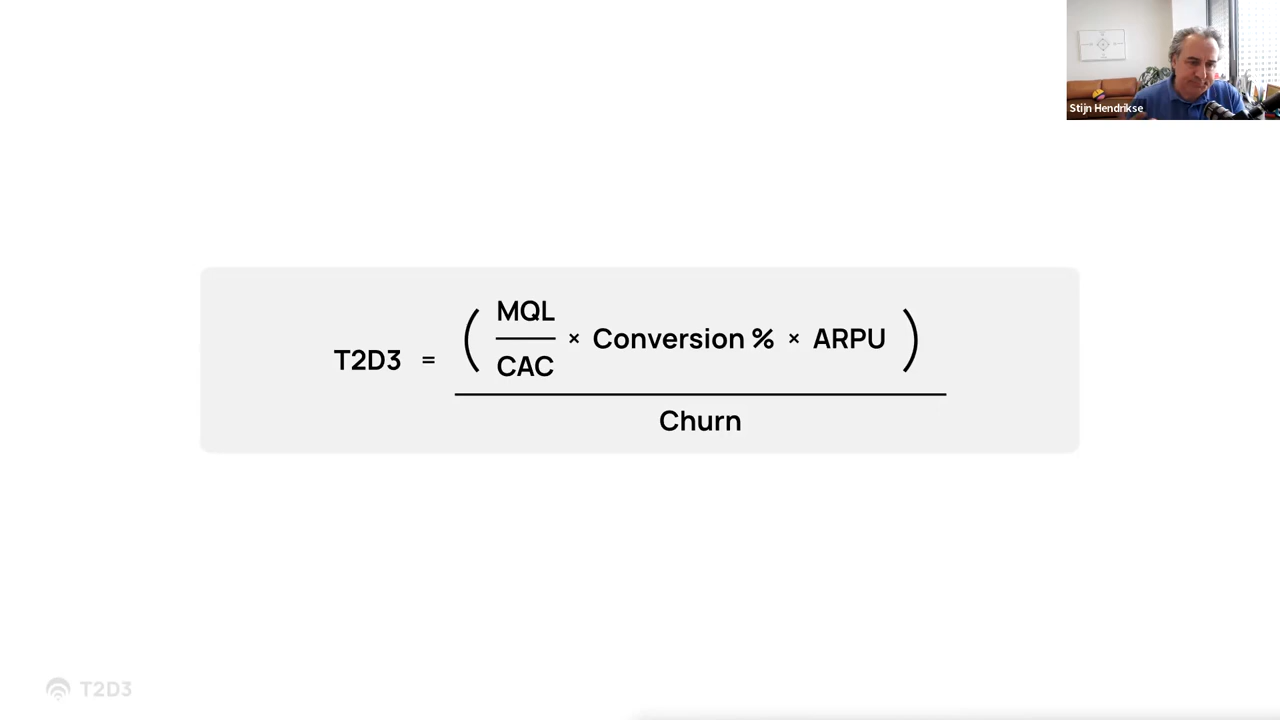 Stijn Hendrikse
T2D3 = ( MQL / CAC × Conversion % × ARPU ) / Churn
T2D3